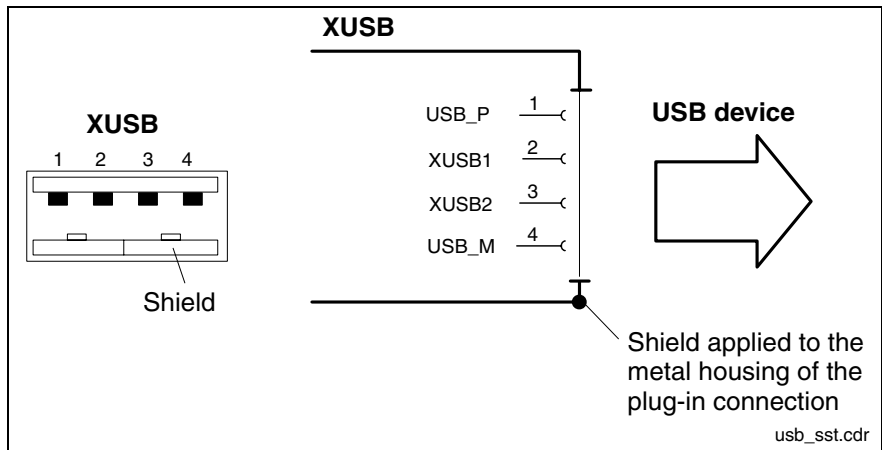 XUSB
XUSB
1 2 3 4
Shield
USB_P 1
XUSB1 2
XUSB2 3
USB_M 4
USB device
Shield applied to the
metal housing of the
plug-in connection
usb_sst.cdr